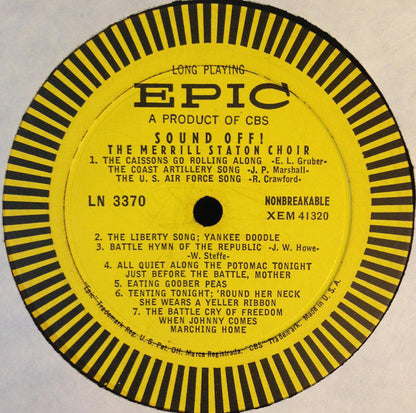 LONG PLAYING
EPIC
A PRODUCT OF CBS
SOUND OFF!
THE MERRILL STATON CHOIR
1. THE CAISSONS GO ROLLING ALONG -E. L. Gruber-
THE COAST ARTILLERY SONG -J. P. Marshall-
THE U. S. AIR FORCE SONG -R. Crawford-
LN 3370
NONBREAKABLE
XEM 41320
2. THE LIBERTY SONG; YANKEE DOODLE
3. BATTLE HYMN OF THE REPUBLIC -J. W. Howe-
-W. Steffe-
4. ALL QUIET ALONG THE POTOMAC TONIGHT
JUST BEFORE THE BATTLE, MOTHER
5. EATING GOOBER PEAS
6. TENTING TONIGHT; 'ROUND HER NECK
SHE WEARS A YELLER RIBBON
7. THE BATTLE CRY OF FREEDOM
WHEN JOHNNY COMES
MARCHING HOME
"Epic" Trademark Reg. U. S. Pat. Off. Marca Registrada. "CBS" Trademark. Made in U. S. A.